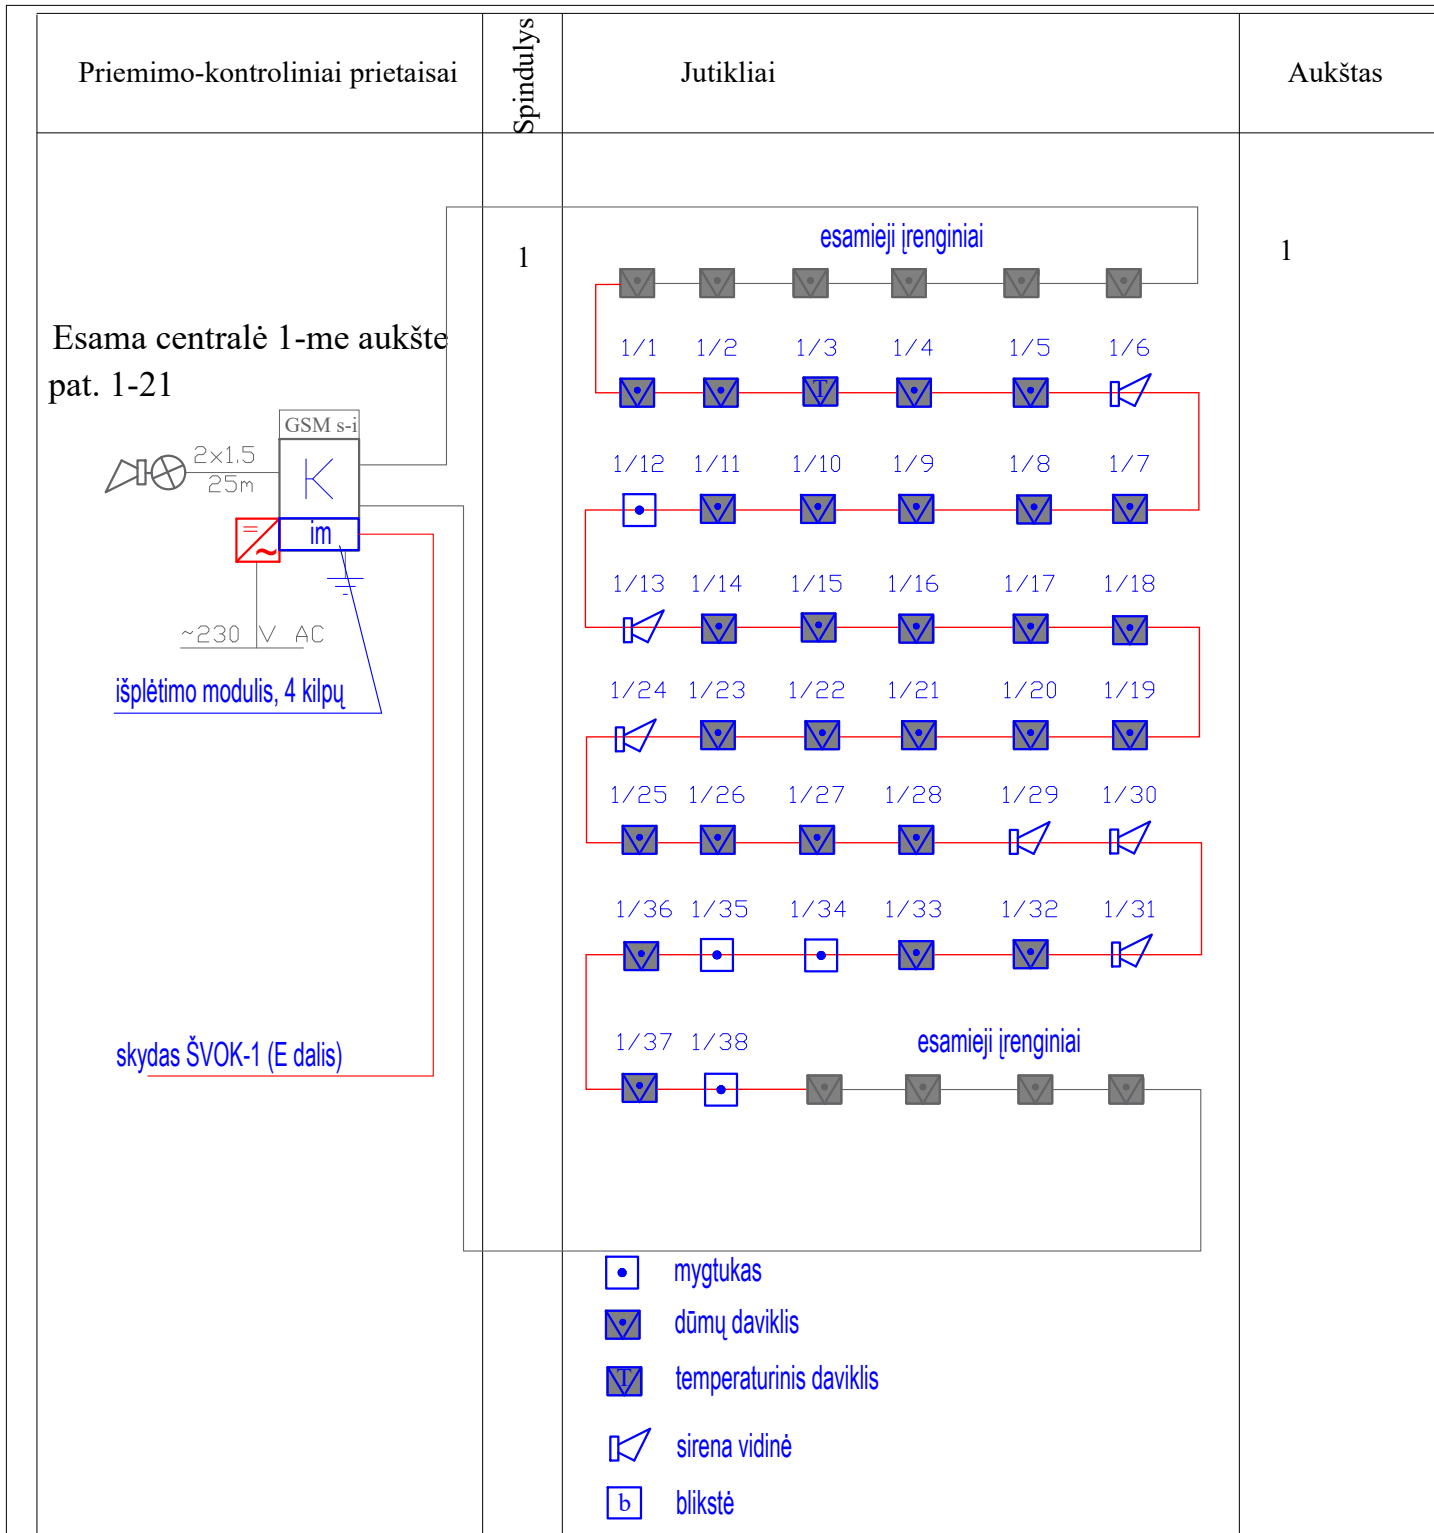 Priemimo-kontroliniai prietaisai
Spindulys
Jutikliai
Aukštas
1
esamieji įrenginiai
1
Esama centralė 1-me aukšte
pat. 1-21
1/1 1/2 1/3 1/4 1/5 1/6
T
GSM s-i
2x1.5
25m
K
im
=
~
~230 V AC
išplėtimo modulis, 4 kilpų
1/12 1/11 1/10 1/9 1/8 1/7
1/13 1/14 1/15 1/16 1/17 1/18
1/24 1/23 1/22 1/21 1/20 1/19
1/25 1/26 1/27 1/28 1/29 1/30
1/36 1/35 1/34 1/33 1/32 1/31
skydas ŠVOK-1 (E dalis)
1/37 1/38 esamieji įrenginiai
mygtukas
dūmų daviklis
T temperaturinis daviklis
sirena vidinė
b blikstė